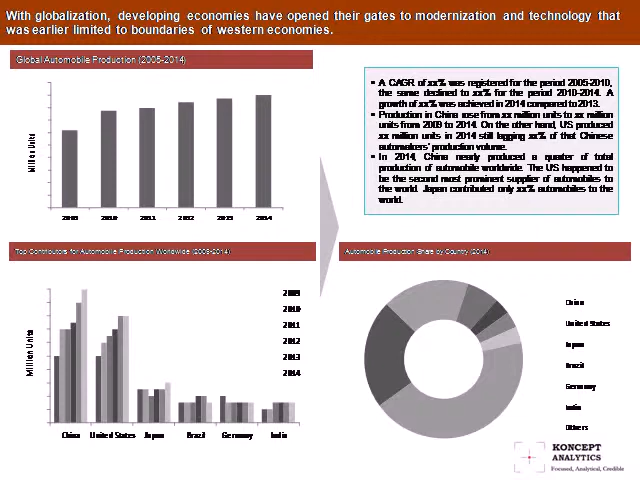 With globalization, developing economies have opened their gates to modernization and technology that
was earlier limited to boundaries of western economies.
Global Automobile Production (2005-2014)
Million Units
2009 2010 2011 2012 2013 2014
• A CAGR of xx% was registered for the period 2005-2010,
the same declined to xx% for the period 2010-2014. A
growth of xx% was achieved in 2014 compared to 2013.
• Production in China rose from xx million units to xx million
units from 2009 to 2014. On the other hand, US produced
xx million units in 2014 still lagging xx% of that Chinese
automakers' production volume.
• In 2014, China nearly produced a quarter of total
production of automobile worldwide. The US happened to
be the second most prominent supplier of automobiles to
the world. Japan contributed only xx% automobiles to the
world.
Top Contributors for Automobile Production Worldwide (2009-2014)
Million Units
2009
2010
2011
2012
2013
2014
China United States Japan Brazil Germany India
Automobile Production Share by Country (2014)
China
United States
Japan
Brazil
Germany
India
Others
KONCEPT
ANALYTICS
Focused, Analytical, Credible